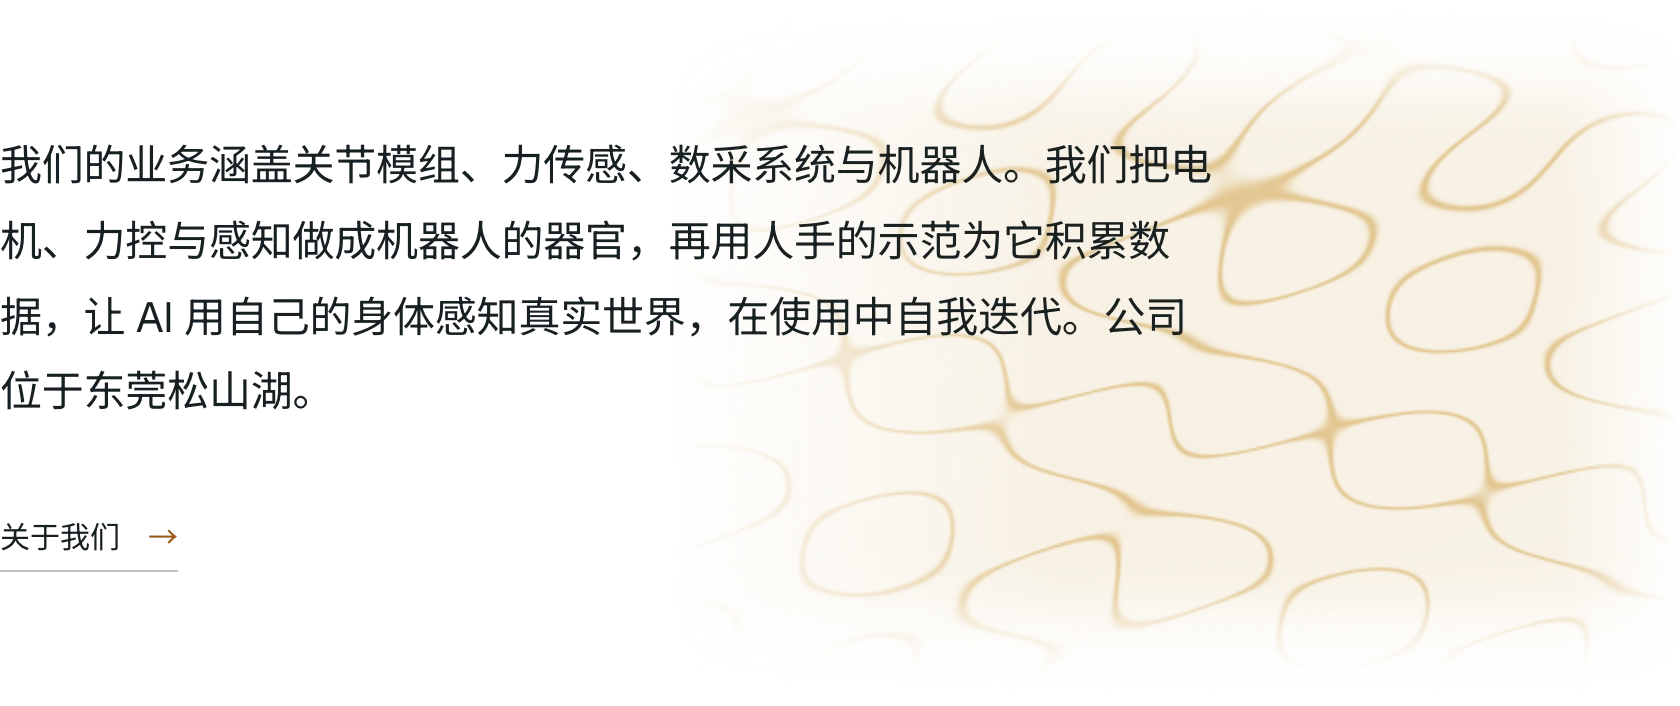 我们的业务涵盖关节模组、力传感、数采系统与机器人。我们把电
机、力控与感知做成机器人的器官，再用人手的示范为它积累数
据，让 AI 用自己的身体感知真实世界，在使用中自我迭代。公司
位于东莞松山湖。
关于我们 →